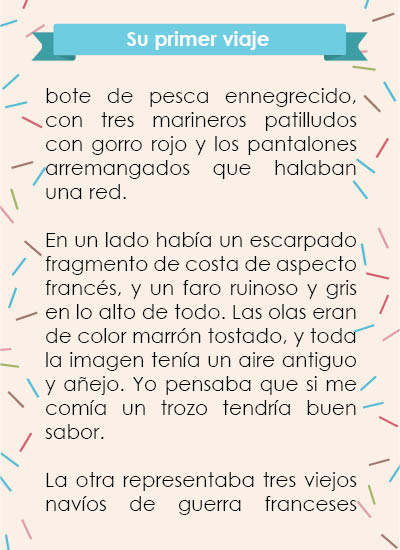 Su primer viaje
bote de pesca ennegrecido,
con tres marineros patilludos
con gorro rojo y los pantalones
arremangados que halaban
una red.
En un lado había un escarpado
fragmento de costa de aspecto
francés, y un faro ruinoso y gris
en lo alto de todo. Las olas eran
de color marrón tostado, y toda
la imagen tenía un aire antiguo
y añejo. Yo pensaba que si me
comía un trozo tendría buen
sabor.
La otra representaba tres viejos
navíos de guerra franceses